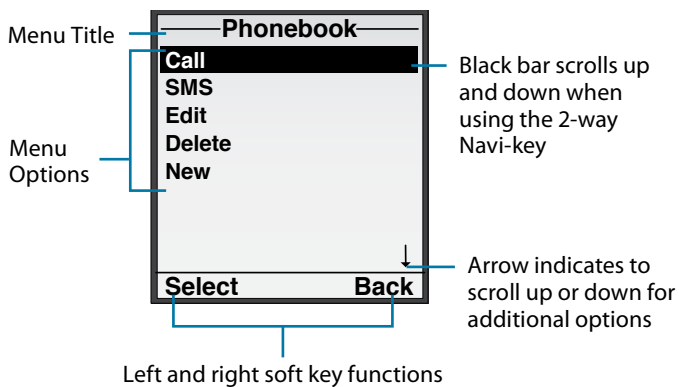 Menu Title
Phonebook
Call
SMS
Edit
Delete
New
Menu
Options
Black bar scrolls up
and down when
using the 2-way
Navi-key
Arrow indicates to
scroll up or down for
additional options
Select Back
Left and right soft key functions